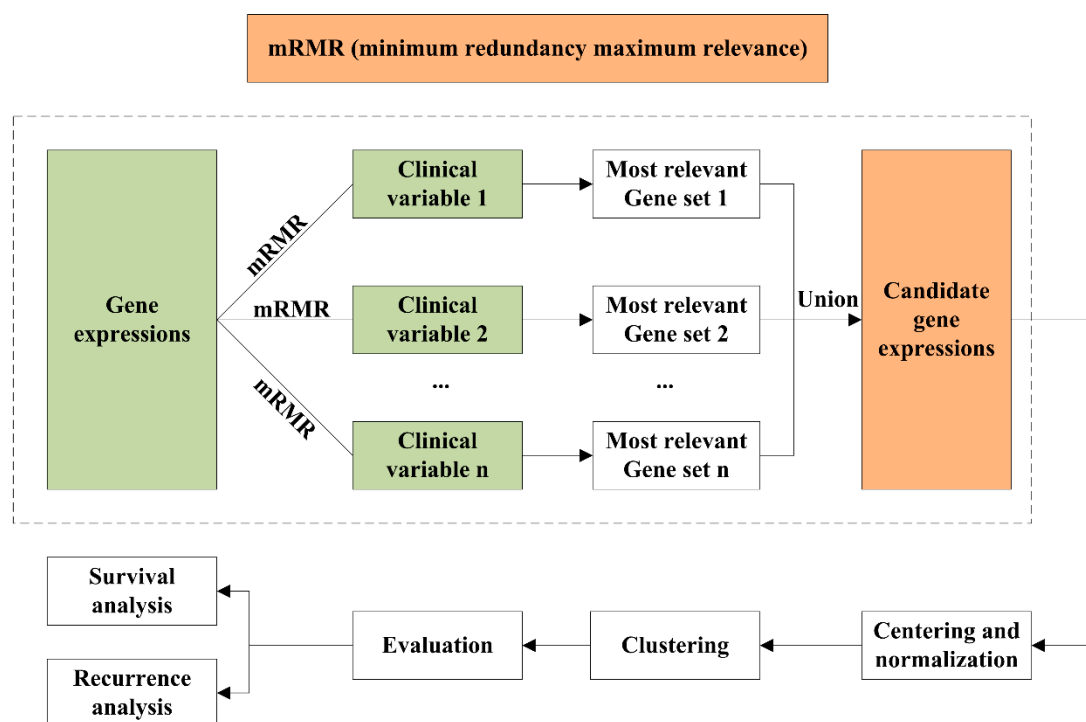 mRMR (minimum redundancy maximum relevance)
Gene
expressions
mRMR
mRMR
mRMR
Clinical
variable 1
Clinical
variable 2
...
Clinical
variable n
Most relevant
Gene set 1
Most relevant
Gene set 2
...
Most relevant
Gene set n
Union
Candidate
gene
expressions
Centering and
normalization
Clustering
Evaluation
Survival
analysis
Recurrence
analysis